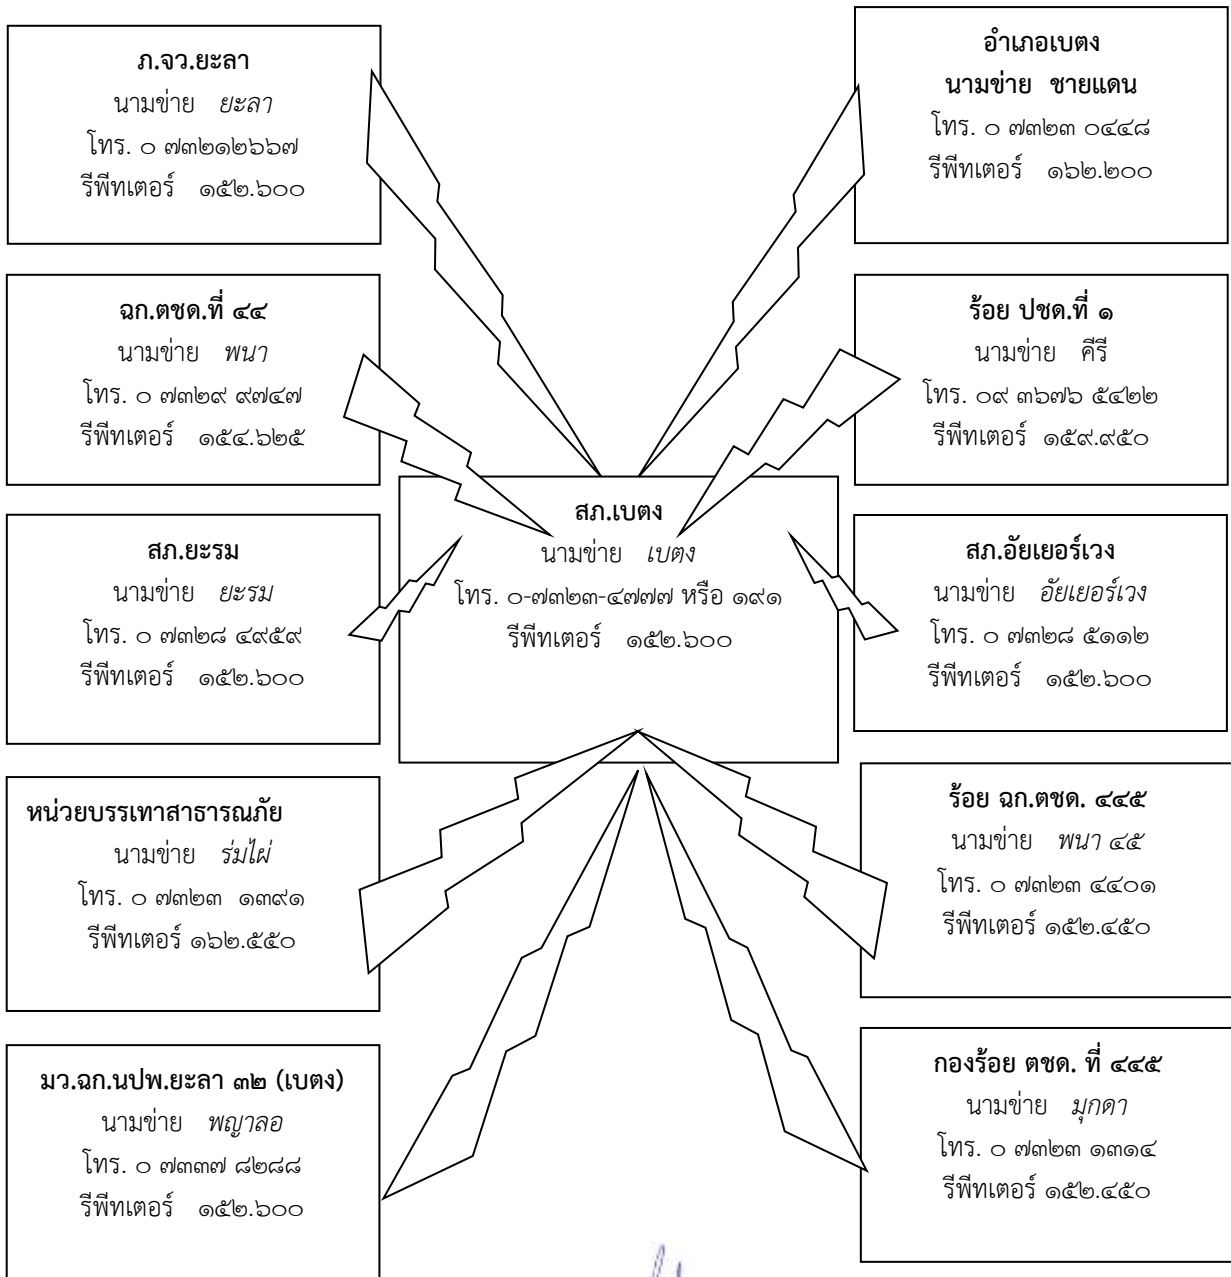 ภ.จว.ยะลา
นามข่าย ยะลา
โทร. ๐ ๗๓๒๑๒๖๖๗
รีพีทเตอร์ ๑๕๒.๖๐๐
อำเภอเบตง
นามข่าย ชายแดน
โทร. ๐ ๗๓๒๓ ๐๔๔๘
รีพีทเตอร์ ๑๖๒.๒๐๐
ฉก.ตชด.ที่ ๔๔
นามข่าย พนา
โทร. ๐ ๗๓๒๙ ๙๗๔๗
รีพีทเตอร์ ๑๕๔.๖๒๕
ร้อย ปชด.ที่ ๑
นามข่าย คีรี
โทร. ๐๙ ๓๖๗๖ ๕๔๒๒
รีพีทเตอร์ ๑๕๙.๙๕๐
สภ.เบตง
นามข่าย เบตง
โทร. ๐-๗๓๒๓-๔๗๗๗ หรือ ๑๙๑
รีพีทเตอร์ ๑๕๒.๖๐๐
สภ.ยะรม
นามข่าย ยะรม
โทร. ๐ ๗๓๒๘ ๔๙๕๙
รีพีทเตอร์ ๑๕๒.๖๐๐
สภ.อัยเยอร์เวง
นามข่าย อัยเยอร์เวง
โทร. ๐ ๗๓๒๘ ๕๑๑๒
รีพีทเตอร์ ๑๕๒.๖๐๐
หน่วยบรรเทาสาธารณภัย
นามข่าย ร่มไผ่
โทร. ๐ ๗๓๒๓ ๑๓๙๑
รีพีทเตอร์ ๑๖๒.๕๕๐
ร้อย ฉก.ตชด. ๔๔๕
นามข่าย พนา ๔๕
โทร. ๐ ๗๓๒๓ ๔๔๐๑
รีพีทเตอร์ ๑๕๒.๔๕๐
มว.ฉก.นปพ.ยะลา ๓๒ (เบตง)
นามข่าย พญาลอ
โทร. ๐ ๗๓๓๗ ๘๒๘๘
รีพีทเตอร์ ๑๕๒.๖๐๐
กองร้อย ตชด. ที่ ๔๔๕
นามข่าย มุกดา
โทร. ๐ ๗๓๒๓ ๑๓๑๔
รีพีทเตอร์ ๑๕๒.๔๕๐